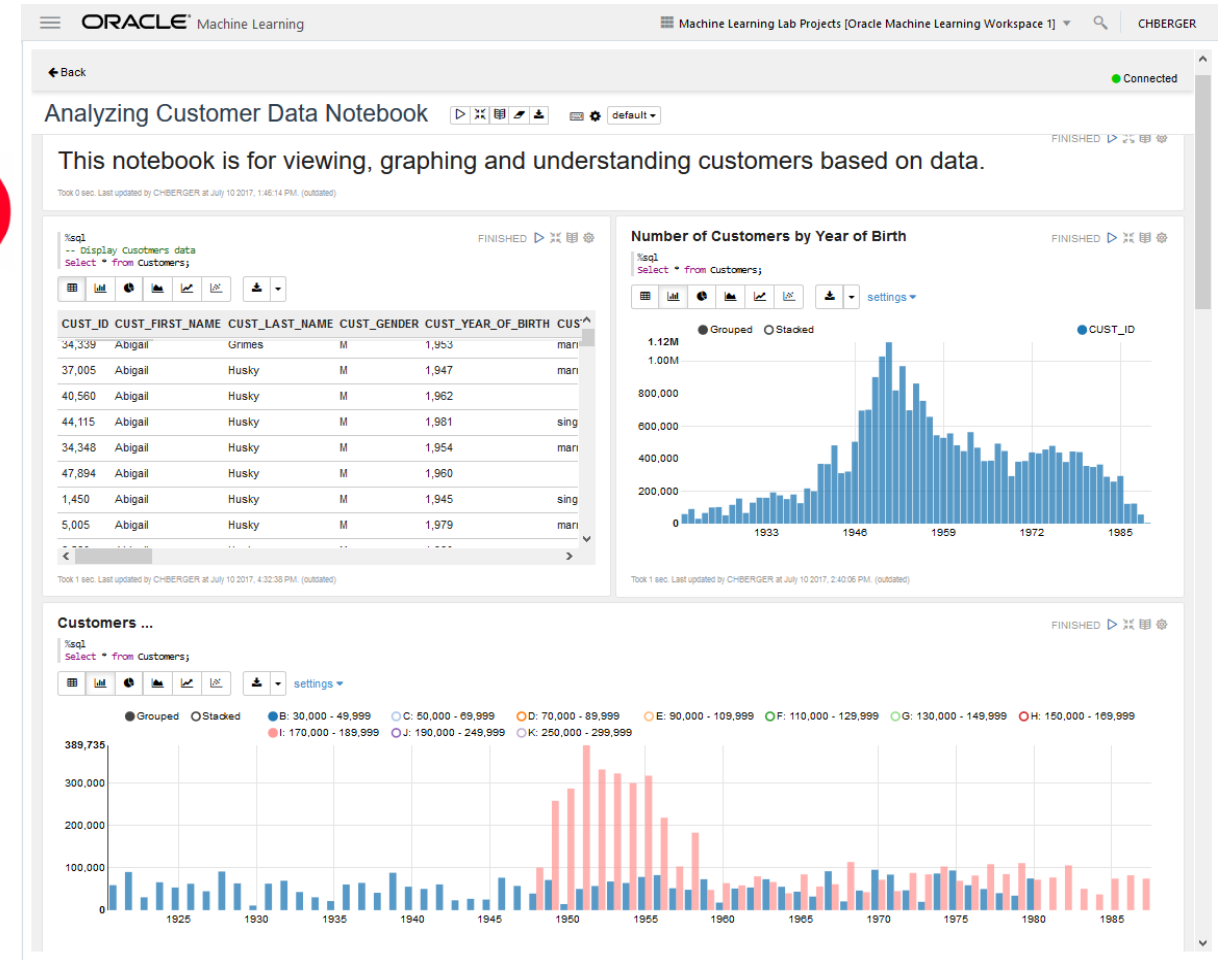 ORACLE® Machine Learning
Machine Learning Lab Projects [Oracle Machine Learning Workspace 1]
CHBERGER
Back
Connected
Analyzing Customer Data Notebook
default
FINISHED
This notebook is for viewing, graphing and understanding customers based on data.
Took 0 sec. Last updated by CHBERGER at July 10 2017, 1:46:14 PM. (outdated)
%sql
FINISHED
-- Display Cusotmers data
Select * from Customers;
CUST_ID CUST_FIRST_NAME CUST_LAST_NAME CUST_GENDER CUST_YEAR_OF_BIRTH CUS
34,339 Abigail Grimes M 1,953 marr
37,005 Abigail Husky M 1,947 marr
40,560 Abigail Husky M 1,962
44,115 Abigail Husky M 1,981 sing
34,348 Abigail Husky M 1,954 marr
47,894 Abigail Husky M 1,960
1,450 Abigail Husky M 1,945 sing
5,005 Abigail Husky M 1,979 marr
Took 1 sec. Last updated by CHBERGER at July 10 2017, 4:32:38 PM. (outdated)
Number of Customers by Year of Birth
FINISHED
%sql
Select * from Customers;
settings
Grouped Stacked CUST_ID
1.12M
1.00M
800,000
600,000
400,000
200,000
0
1933 1946 1959 1972 1985
Took 1 sec. Last updated by CHBERGER at July 10 2017, 2:40:06 PM. (outdated)
Customers ...
FINISHED
%sql
Select * from Customers;
settings
Grouped Stacked B: 30,000 - 49,999 C: 50,000 - 69,999 D: 70,000 - 89,999 E: 90,000 - 109,999 F: 110,000 - 129,999 G: 130,000 - 149,999 H: 150,000 - 169,999
I: 170,000 - 189,999 J: 190,000 - 249,999 K: 250,000 - 299,999
389,735
300,000
200,000
100,000
0
1925 1930 1935 1940 1945 1950 1955 1960 1965 1970 1975 1980 1985